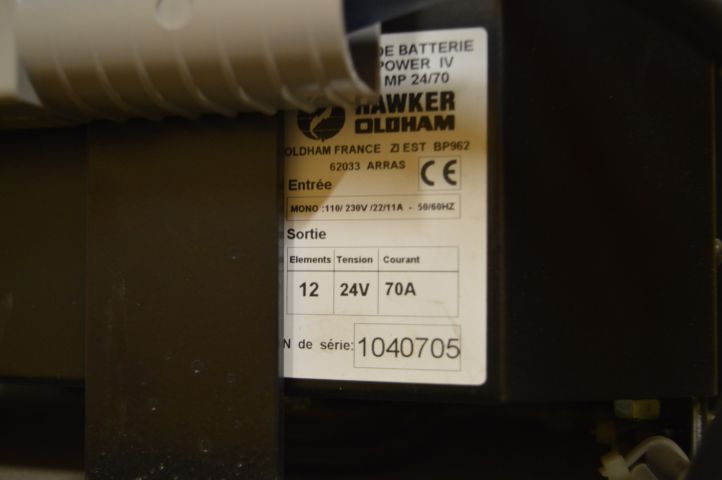 DE BATTERIE
POWER IV
MP 24/70
HAWKER
OLDHAM
OLDHAM FRANCE ZI EST BP962
62033 ARRAS
CE
Entrée
MONO :110/ 230V /22/11A - 50/60HZ
Sortie
Elements Tension Courant
12 24V 70A
N de série: 1040705